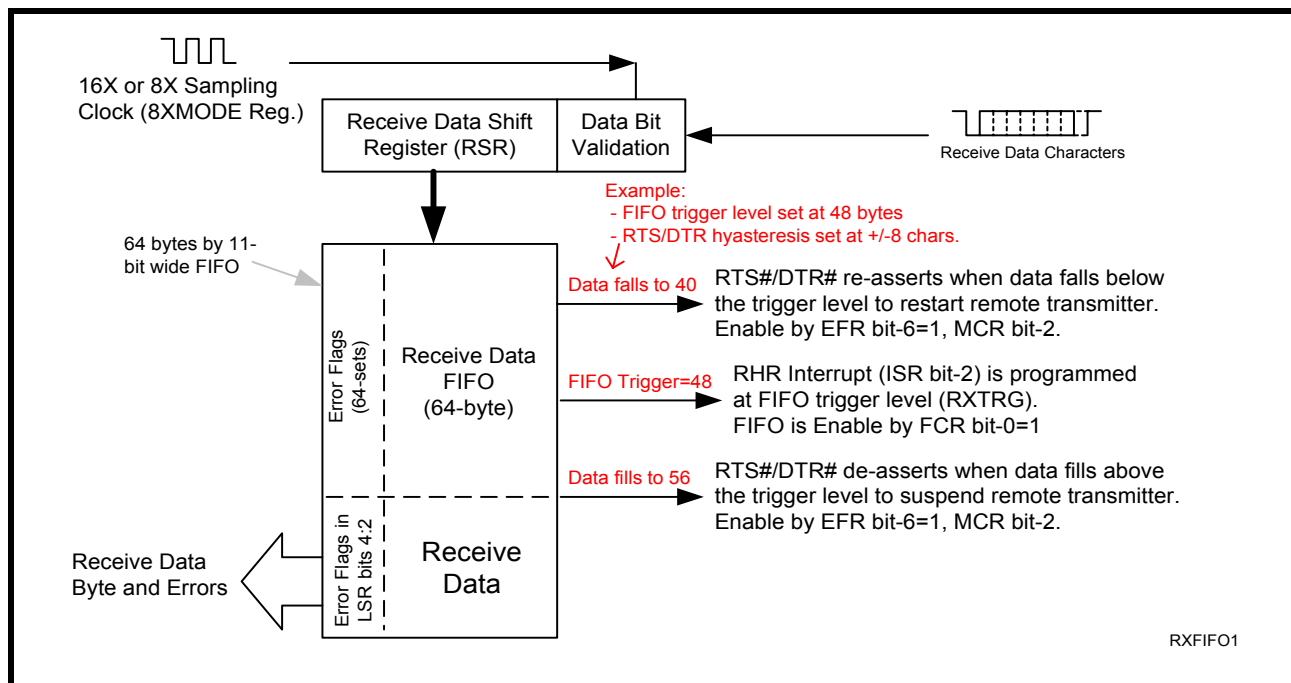 16X or 8X Sampling
Clock (8XMODE Reg.)
Receive Data Shift
Register (RSR)
Data Bit
Validation
Receive Data Characters
Example:
- FIFO trigger level set at 48 bytes
- RTS/DTR hyasteresis set at +/-8 chars.
64 bytes by 11-
bit wide FIFO
Data falls to 40
RTS#/DTR# re-asserts when data falls below
the trigger level to restart remote transmitter.
Enable by EFR bit-6=1, MCR bit-2.
Error Flags
(64-sets)
Receive Data
FIFO
(64-byte)
FIFO Trigger=48
RHR Interrupt (ISR bit-2) is programmed
at FIFO trigger level (RXTRG).
FIFO is Enable by FCR bit-0=1
Data fills to 56
RTS#/DTR# de-asserts when data fills above
the trigger level to suspend remote transmitter.
Enable by EFR bit-6=1, MCR bit-2.
Receive Data
Byte and Errors
Error Flags in
LSR bits 4:2
Receive
Data
RXFIFO1